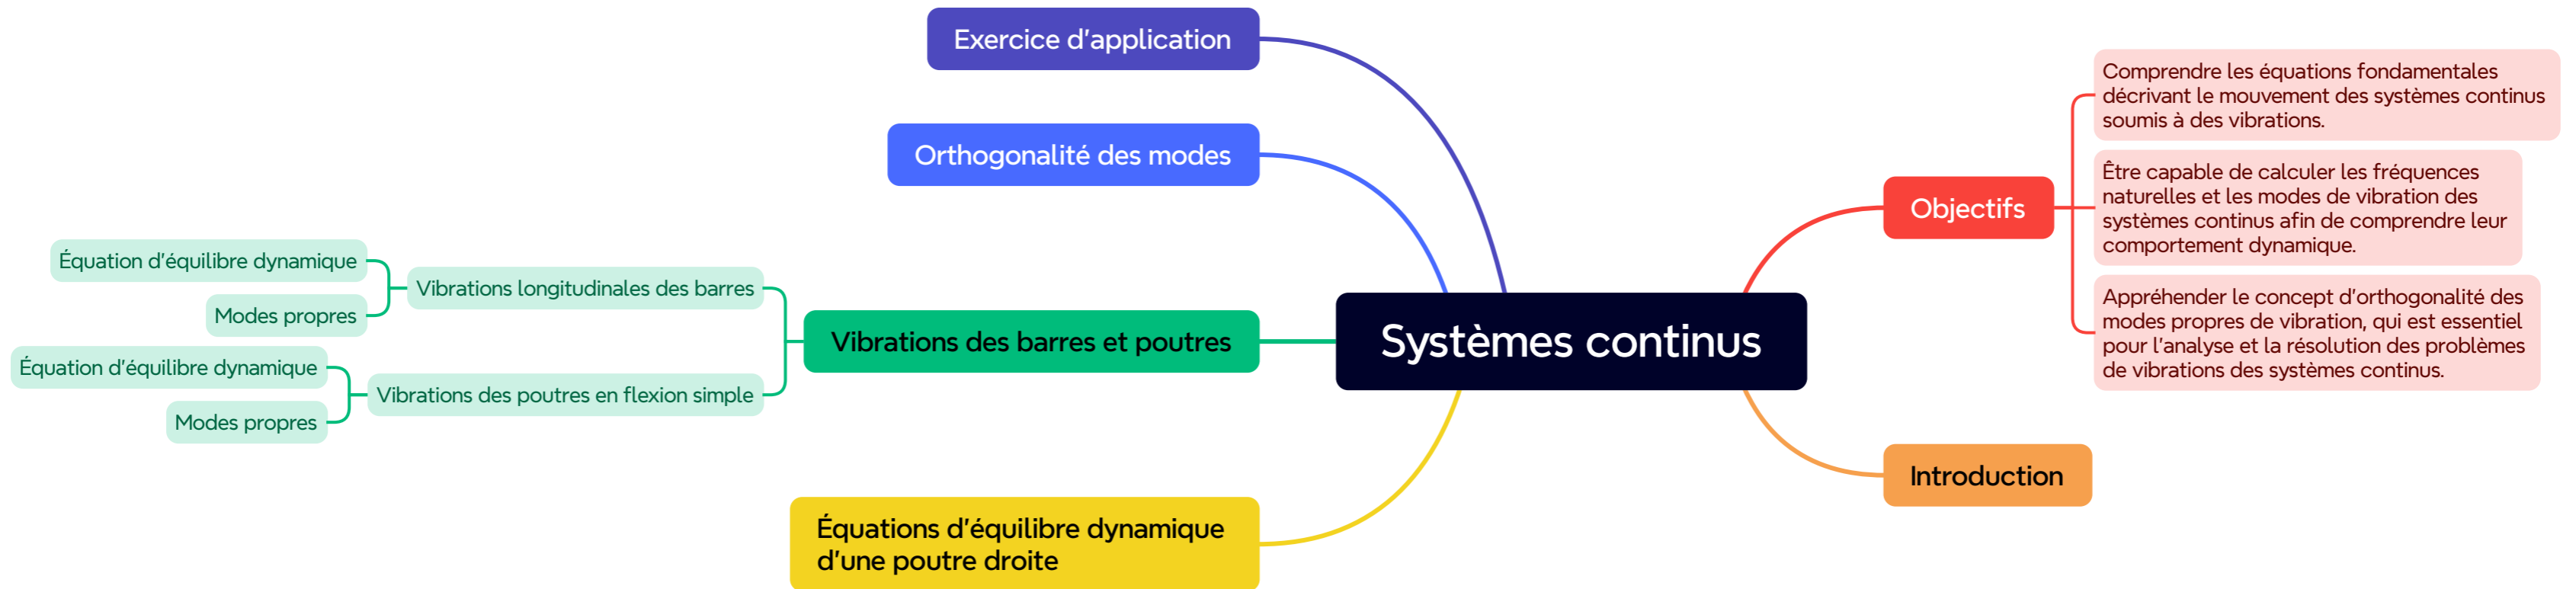 Exercice d'application
Orthogonalité des modes
Équation d'équilibre dynamique
Modes propres
Vibrations longitudinales des barres
Équation d'équilibre dynamique
Modes propres
Vibrations des poutres en flexion simple
Vibrations des barres et poutres
Équations d'équilibre dynamique
d'une poutre droite
Systèmes continus
Objectifs
Comprendre les équations fondamentales
décrivant le mouvement des systèmes continus
soumis à des vibrations.
Être capable de calculer les fréquences
naturelles et les modes de vibration des
systèmes continus afin de comprendre leur
comportement dynamique.
Appréhender le concept d'orthogonalité des
modes propres de vibration, qui est essentiel
pour l'analyse et la résolution des problèmes
de vibrations des systèmes continus.
Introduction